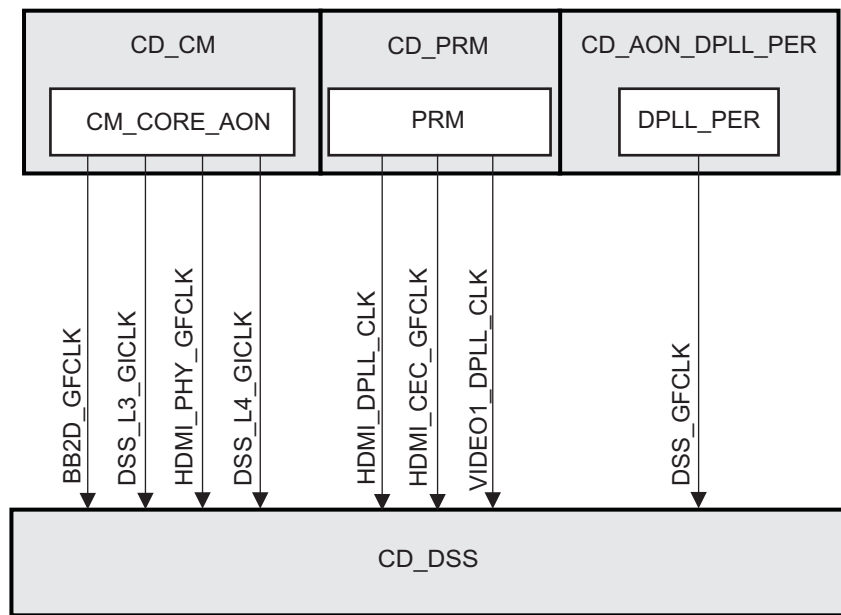 CD_CM
CD_PRM
CD_AON_DPLL_PER
CM_CORE_AON
PRM
DPLL_PER
BB2D_GFCLK
DSS_L3_GICLK
HDMI_PHY_GFCLK
DSS_L4_GICLK
HDMI_DPLL_CLK
HDMI_CEC_GFCLK
VIDEO1_DPLL_CLK
DSS_GFCLK
CD_DSS